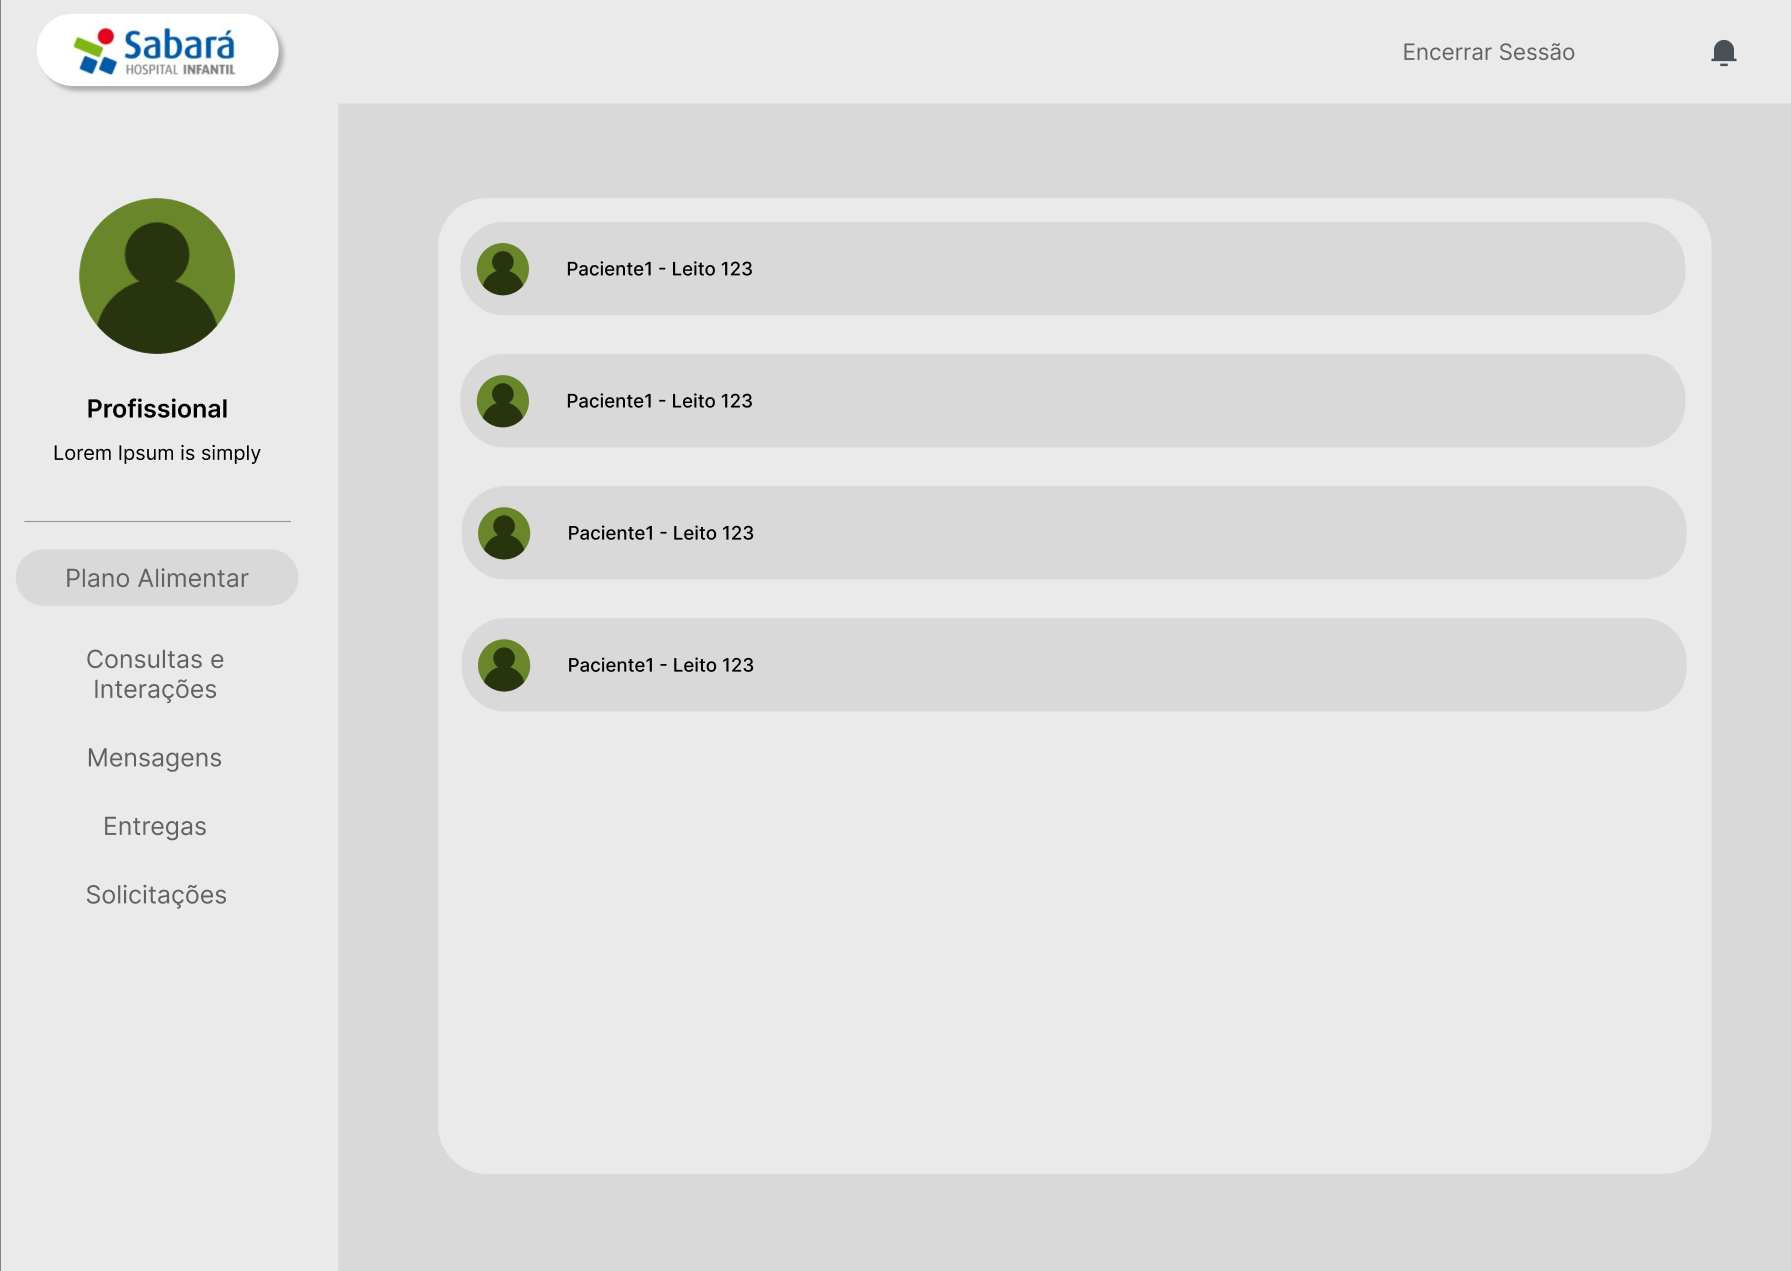 Sabará
HOSPITAL INFANTIL
Encerrar Sessão
Profissional
Lorem Ipsum is simply
Plano Alimentar
Consultas e
Interações
Mensagens
Entregas
Solicitações
Paciente1 - Leito 123
Paciente1 - Leito 123
Paciente1 - Leito 123
Paciente1 - Leito 123